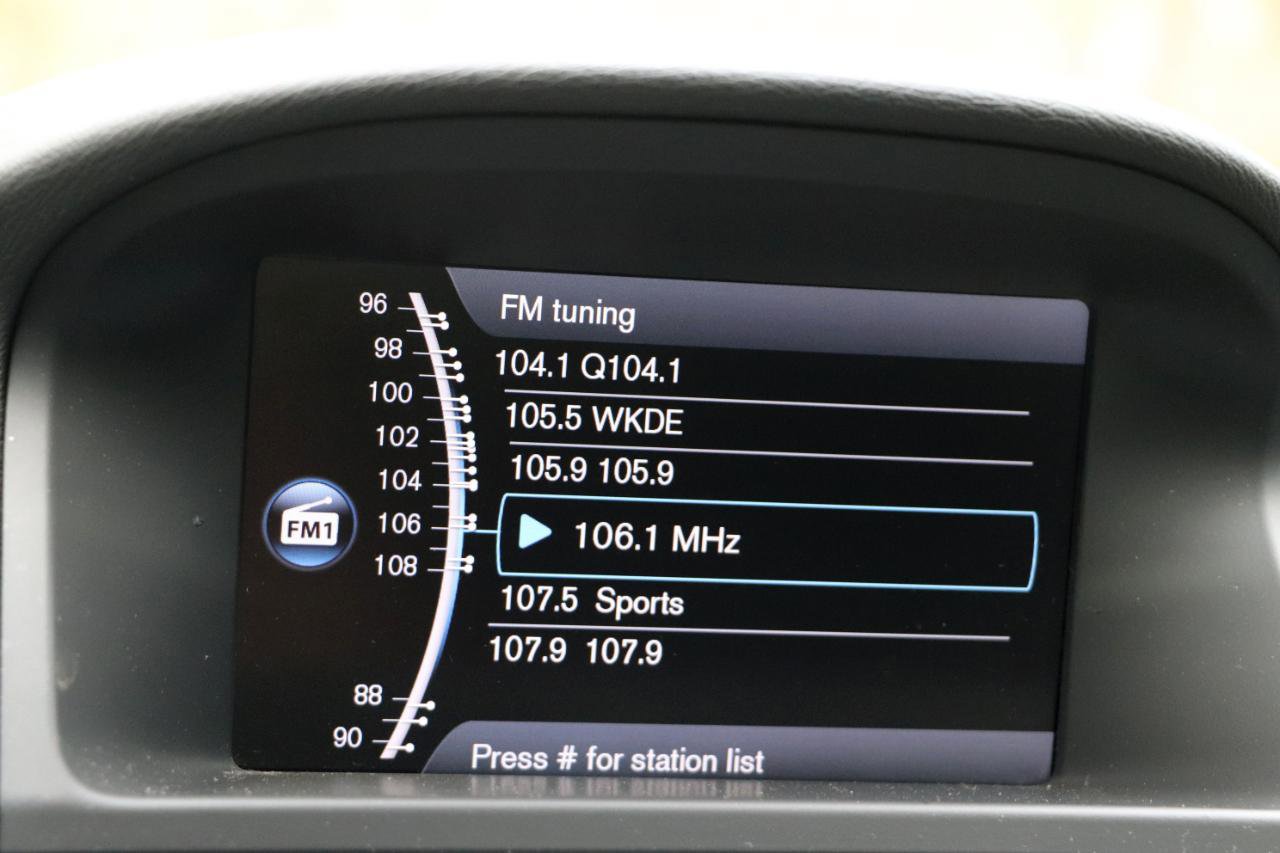 FM tuning
96
98
100
102
104
106
108
88
90
FM1
104.1 Q104.1
105.5 WKDE
105.9 105.9
106.1 MHz
107.5 Sports
107.9 107.9
Press # for station list